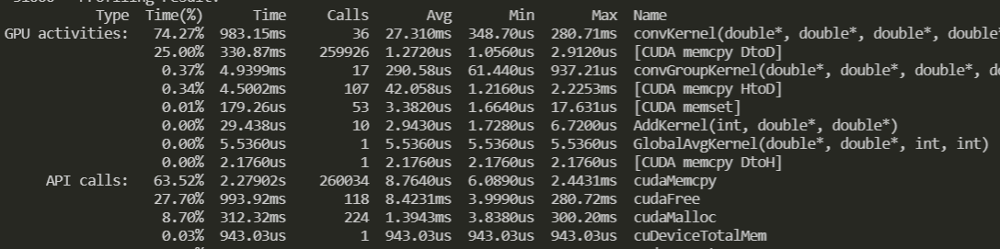 Type Time(%) Time Calls Avg Min Max Name
GPU activities: 74.27% 983.15ms 36 27.310ms 348.70us 280.71ms convKernel(double*, double*, double*, double*
25.00% 330.87ms 259926 1.2720us 1.0560us 2.9120us [CUDA memcpy DtoD]
0.37% 4.9399ms 17 290.58us 61.440us 937.21us convGroupKernel(double*, double*, double*, do
0.34% 4.5002ms 107 42.058us 1.2160us 2.2253ms [CUDA memcpy HtoD]
0.01% 179.26us 53 3.3820us 1.6640us 17.631us [CUDA memset]
0.00% 29.438us 10 2.9430us 1.7280us 6.7200us AddKernel(int, double*, double*)
0.00% 5.5360us 1 5.5360us 5.5360us 5.5360us GlobalAvgKernel(double*, double*, int, int)
0.00% 2.1760us 1 2.1760us 2.1760us 2.1760us [CUDA memcpy DtoH]
API calls: 63.52% 2.27902s 260034 8.7640us 6.0890us 2.4431ms cudaMemcpy
27.70% 993.92ms 118 8.4231ms 3.9990us 280.72ms cudaFree
8.70% 312.32ms 224 1.3943ms 3.8380us 300.20ms cudaMalloc
0.03% 943.03us 1 943.03us 943.03us 943.03us cuDeviceTotalMem